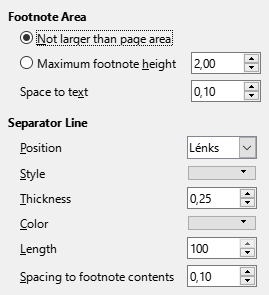 Footnote Area
Not larger than page area
Maximum footnote height 2,00
Space to text 0,10
Separator Line
Position Lénks
Style
Thickness 0,25
Color
Length 100
Spacing to footnote contents 0,10